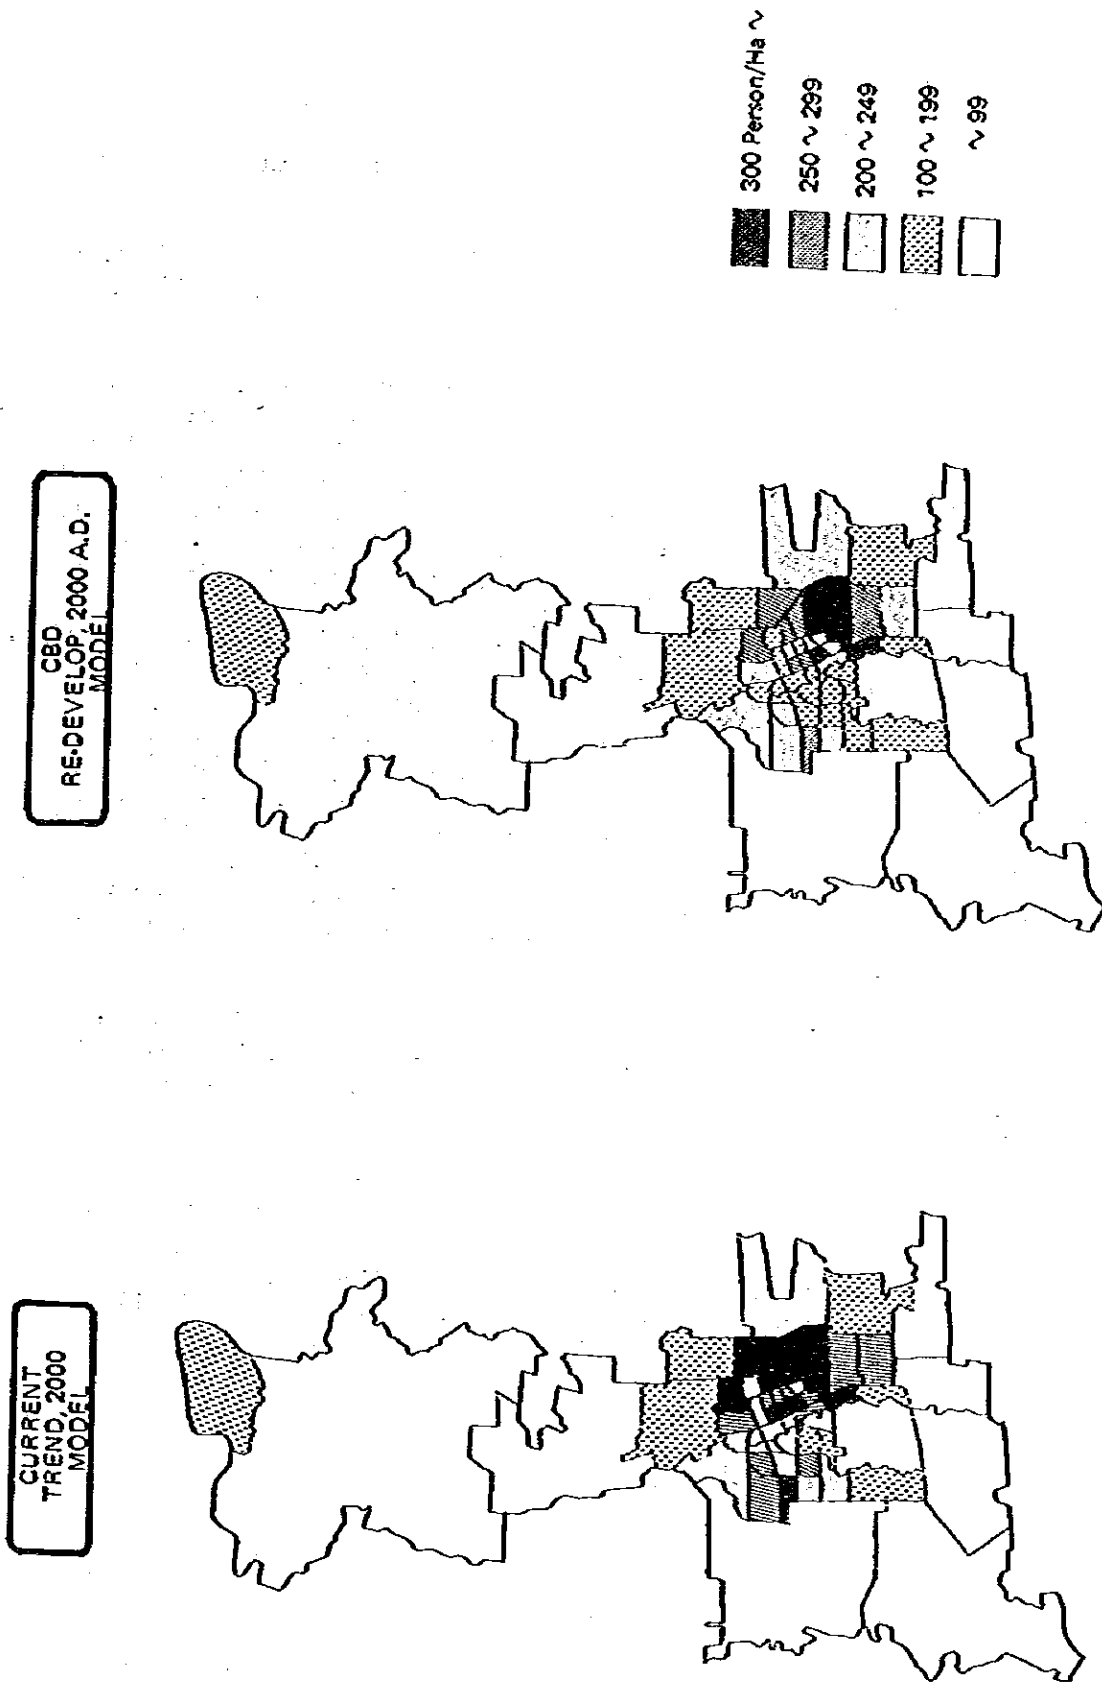 CURRENT
TREND, 2000
MODEL
CBD
RE-DEVELOP, 2000 A.D.
MODEL
300 Person/Ha ~
250 ~ 299
200 ~ 249
100 ~ 199
~ 99